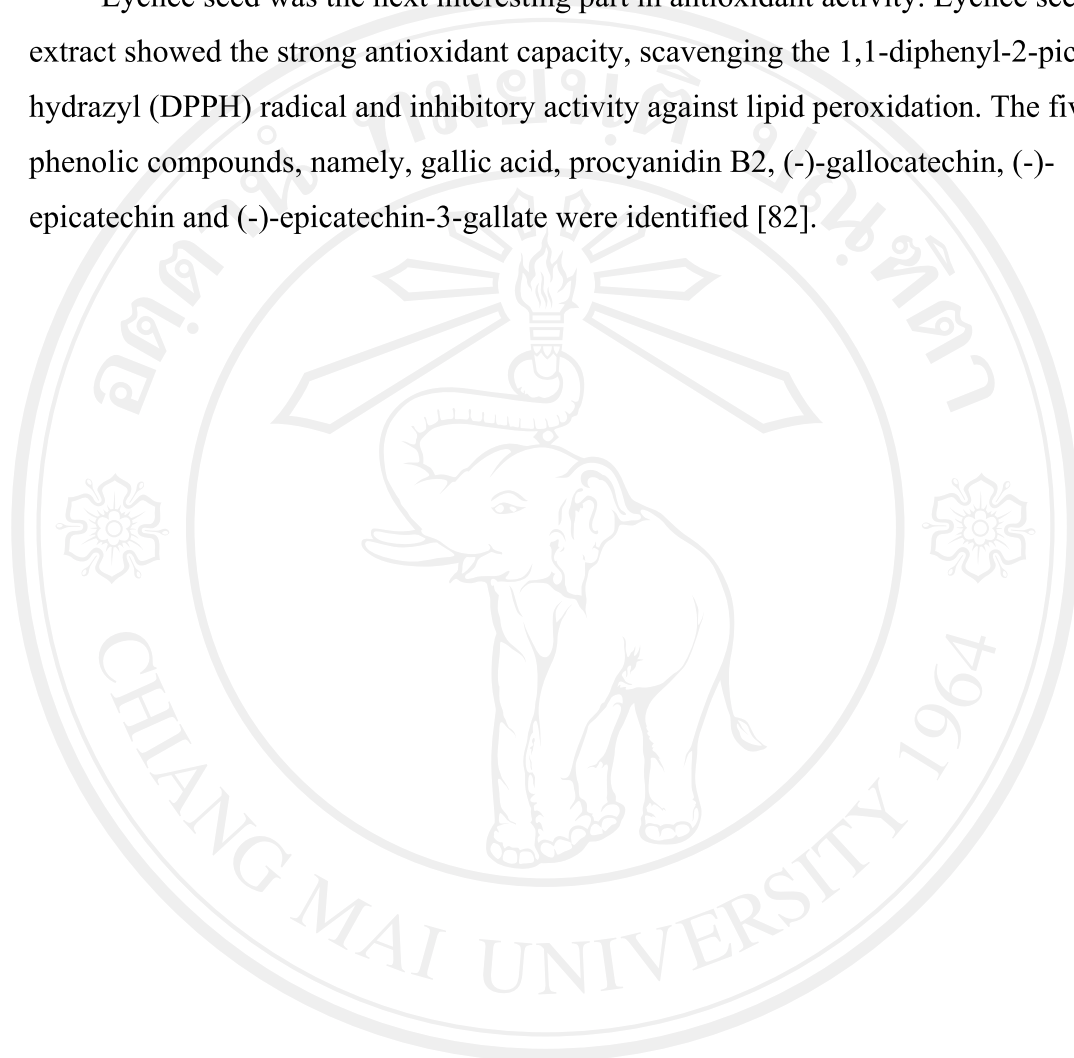 Lychee seed was the next interesting part in antioxidant activity. Lychee see
extract showed the strong antioxidant capacity, scavenging the 1,1-diphenyl-2-pic
hydrazyl (DPPH) radical and inhibitory activity against lipid peroxidation. The fiv
phenolic compounds, namely, gallic acid, procyanidin B2, (-)-gallocatechin, (-)-
epicatechin and (-)-epicatechin-3-gallate were identified [82].
CHIANG MAI UNIVERSITY 1964